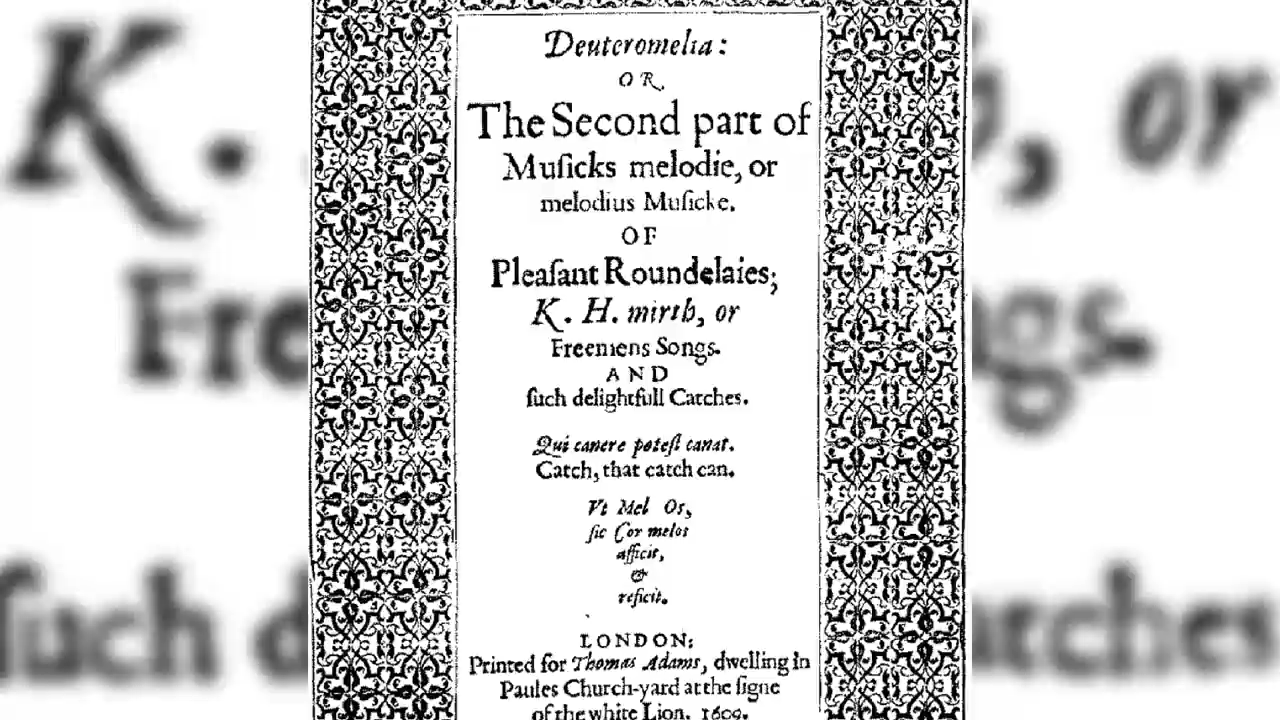 Deuteromelia:
OR
The Second part of
Muſicks melodie, or
melodius Muſicke.
OF
Pleaſant Roundelaies;
K. H. mirth, or
Freemens Songs.
AND
ſuch delightfull Catches.
Qui canere poteſt canat.
Catch, that catch can.
Vt Mel Os,
ſic Cor melos
afficit,
&
reficit.
LONDON:
Printed for Thomas Adams, dwelling in
Paules Church-yard at the ſigne
of the white Lion. 1609.